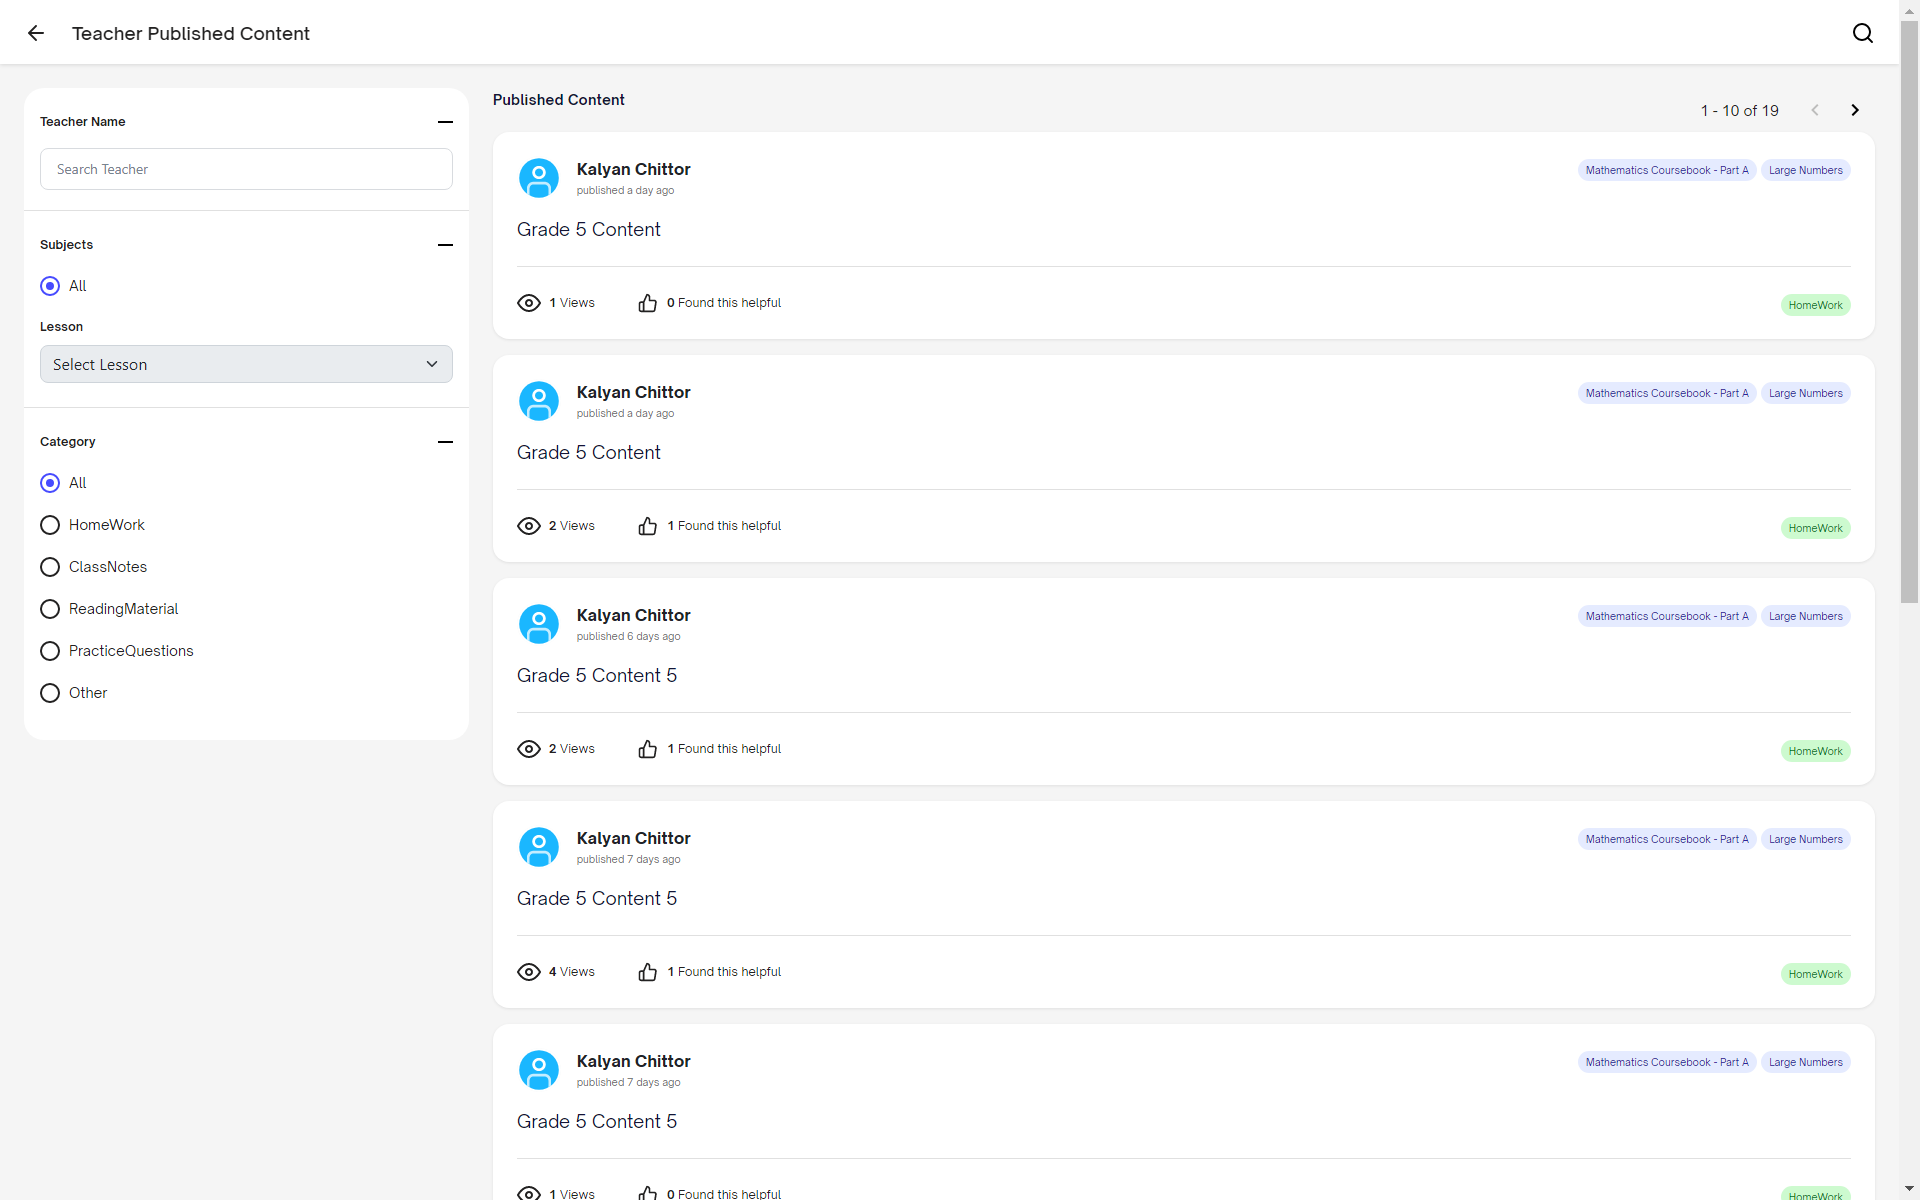 Teacher Published Content
Teacher Name
Search Teacher
Subjects
All
Lesson
Select Lesson
Category
All
HomeWork
ClassNotes
ReadingMaterial
PracticeQuestions
Other
Published Content
1 - 10 of 19
Kalyan Chittor
published a day ago
Mathematics Coursebook - Part A
Large Numbers
Grade 5 Content
1 Views
0 Found this helpful
HomeWork
Kalyan Chittor
published a day ago
Mathematics Coursebook - Part A
Large Numbers
Grade 5 Content
2 Views
1 Found this helpful
HomeWork
Kalyan Chittor
published 6 days ago
Mathematics Coursebook - Part A
Large Numbers
Grade 5 Content 5
2 Views
1 Found this helpful
HomeWork
Kalyan Chittor
published 7 days ago
Mathematics Coursebook - Part A
Large Numbers
Grade 5 Content 5
4 Views
1 Found this helpful
HomeWork
Kalyan Chittor
published 7 days ago
Mathematics Coursebook - Part A
Large Numbers
Grade 5 Content 5
1 Views
0 Found this helpful
HomeWork